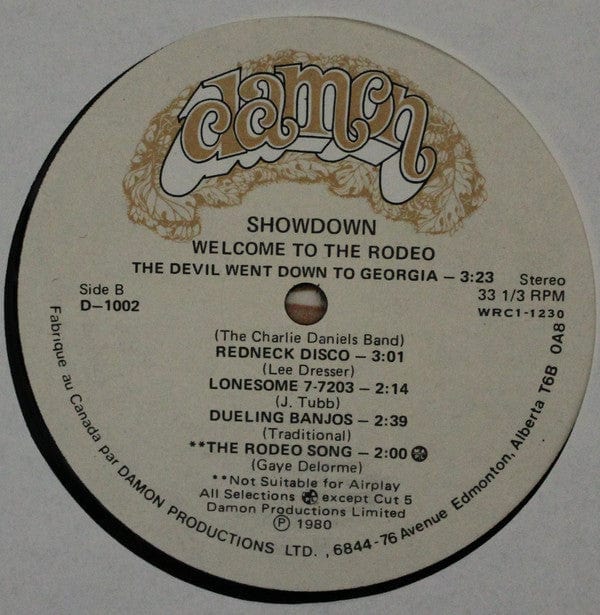 damon
SHOWDOWN
WELCOME TO THE RODEO
THE DEVIL WENT DOWN TO GEORGIA – 3:23
Side B
D–1002
Stereo
33 1/3 RPM
WRC1-1230
(The Charlie Daniels Band)
REDNECK DISCO – 3:01
(Lee Dresser)
LONESOME 7-7203 – 2:14
(J. Tubb)
DUELING BANJOS – 2:39
(Traditional)
**THE RODEO SONG – 2:00
(Gaye Delorme)
**Not Suitable for Airplay
All Selections except Cut 5
Damon Productions Limited
Ⓟ 1980
Fabrique au Canada par DAMON PRODUCTIONS LTD. , 6844-76 Avenue Edmonton, Alberta T6B 0A8